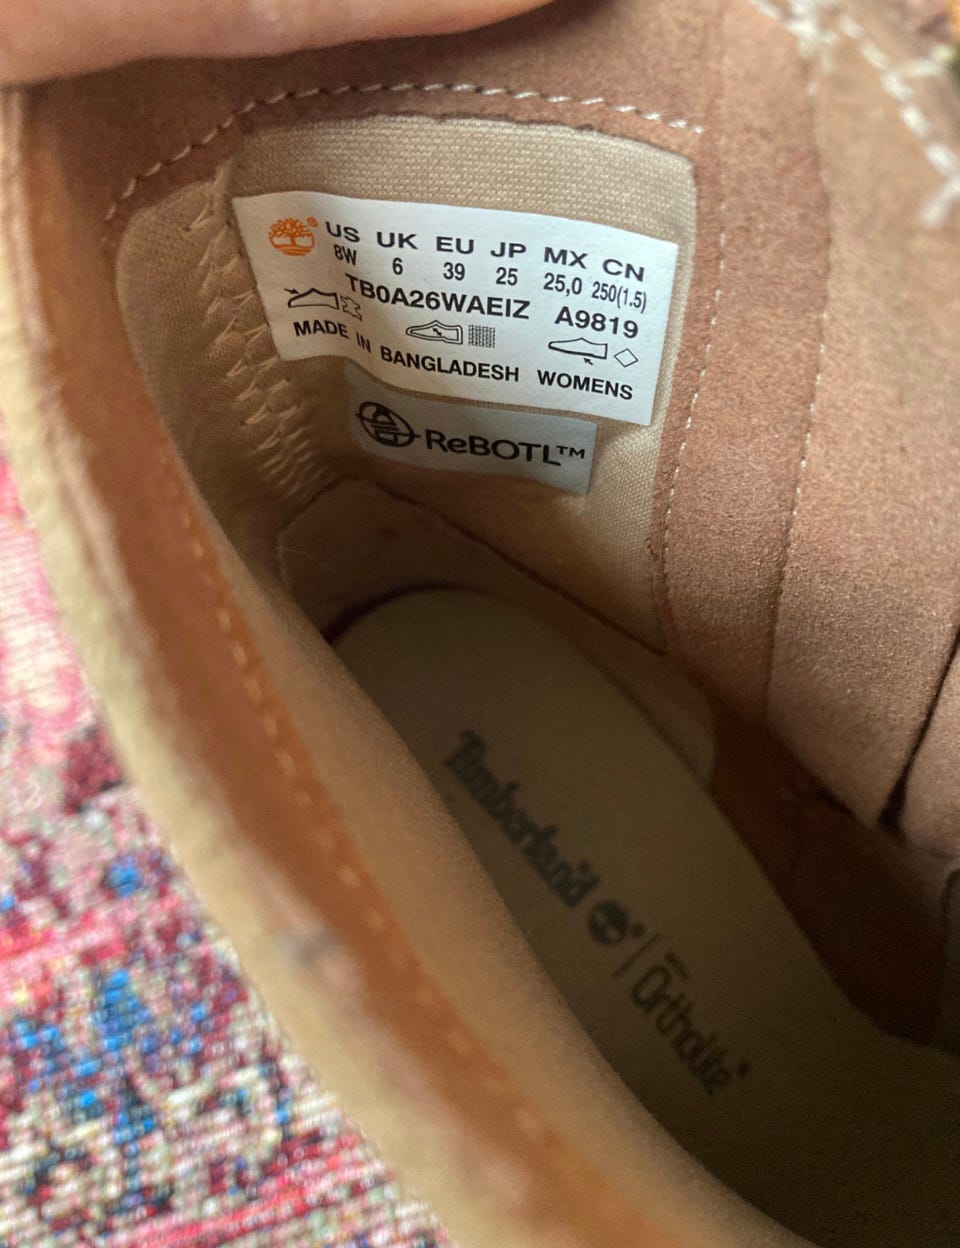 US UK EU JP MX CN
8W 6 39 25 25,0 250(1.5)
TB0A26WAEIZ A9819
MADE IN BANGLADESH WOMENS
ReBOTL™
Timberland ® | Ortholite®